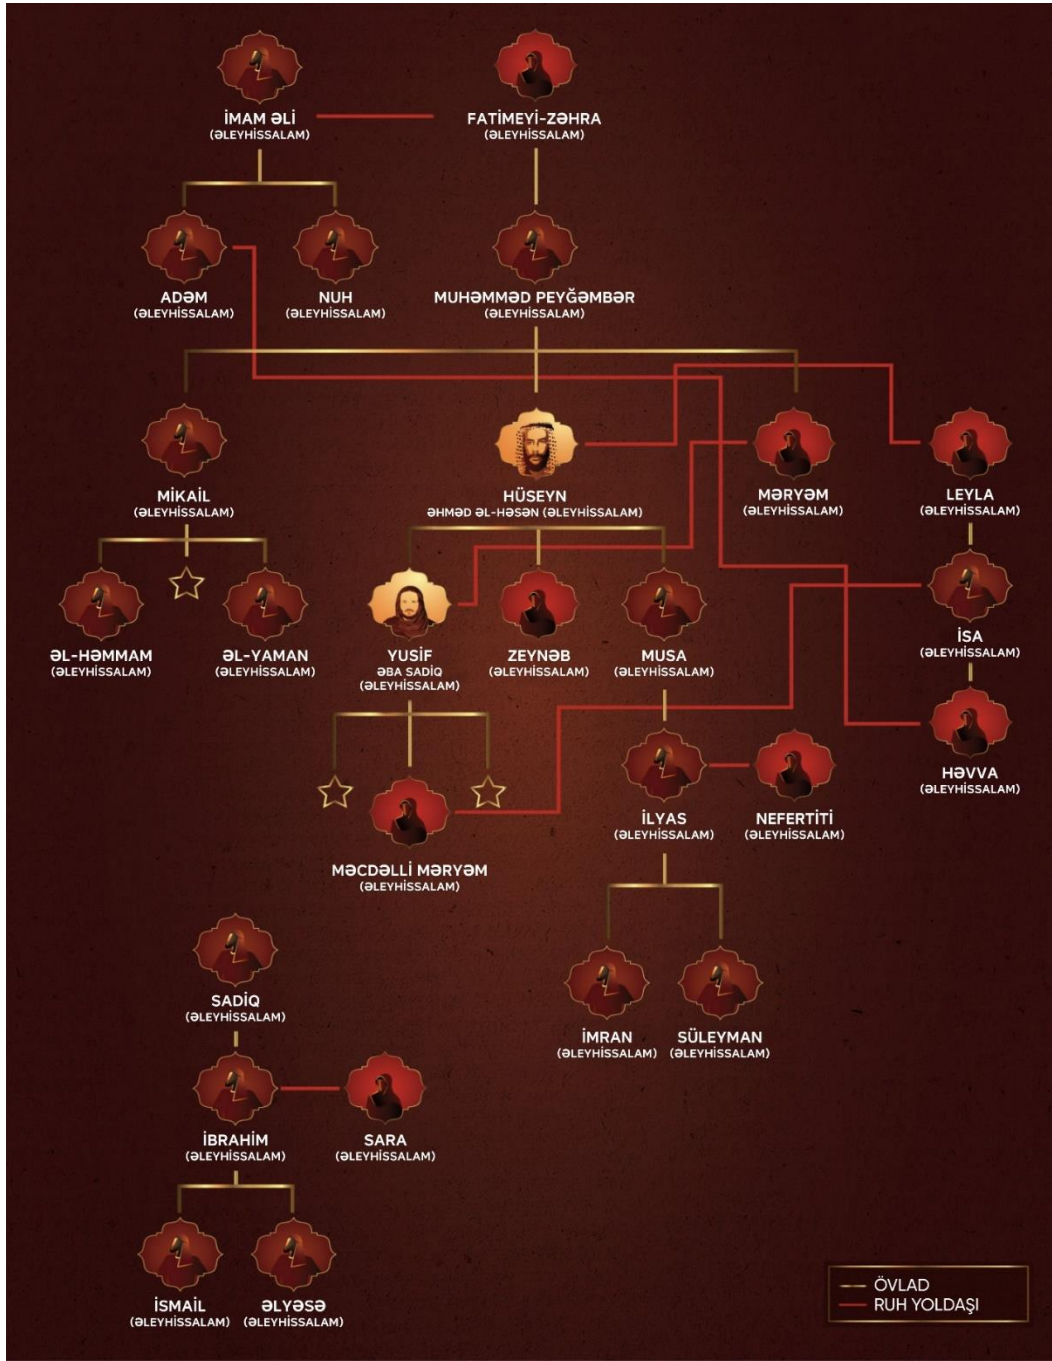 İMAM ƏLİ
(ƏLEYHİSSALAM)
FATİMEYİ-ZƏHRA
(ƏLEYHİSSALAM)
ADƏM
(ƏLEYHİSSALAM)
NUH
(ƏLEYHİSSALAM)
MUHƏMMƏD PEYĞƏMBƏR
(ƏLEYHİSSALAM)
MİKAİL
(ƏLEYHİSSALAM)
HÜSEYN
ƏHMƏD ƏL-HƏSƏN (ƏLEYHİSSALAM)
MƏRYƏM
(ƏLEYHİSSALAM)
LEYLA
(ƏLEYHİSSALAM)
ƏL-HƏMMAM
(ƏLEYHİSSALAM)
ƏL-YAMAN
(ƏLEYHİSSALAM)
YUSİF
ƏBA SADİQ
(ƏLEYHİSSALAM)
ZEYNƏB
(ƏLEYHİSSALAM)
MUSA
(ƏLEYHİSSALAM)
İSA
(ƏLEYHİSSALAM)
HƏVVA
(ƏLEYHİSSALAM)
MƏCDƏLLİ MƏRYƏM
(ƏLEYHİSSALAM)
İLYAS
(ƏLEYHİSSALAM)
NEFERTİTİ
(ƏLEYHİSSALAM)
SADİQ
(ƏLEYHİSSALAM)
İMRAN
(ƏLEYHİSSALAM)
SÜLEYMAN
(ƏLEYHİSSALAM)
İBRAHİM
(ƏLEYHİSSALAM)
SARA
(ƏLEYHİSSALAM)
İSMAİL
(ƏLEYHİSSALAM)
ƏLYƏSƏ
(ƏLEYHİSSALAM)
ÖVLAD
RUH YOLDAŞI